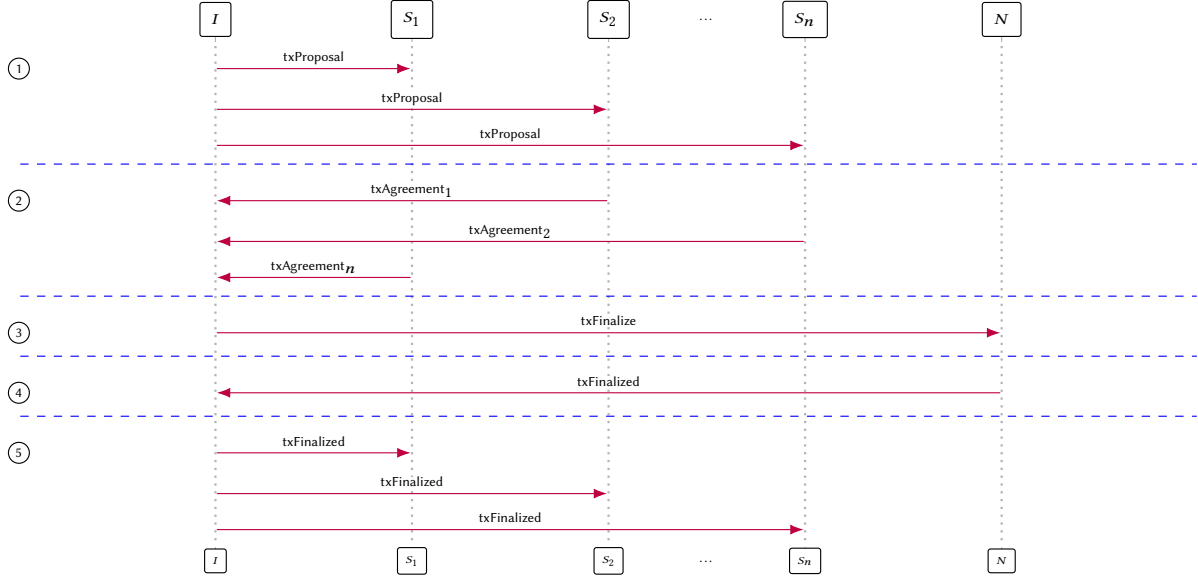 I S1 S2 ... Sn N
1 txProposal
txProposal
txProposal
2 txAgreement1
txAgreement2
txAgreementn
3 txFinalize
4 txFinalized
5 txFinalized
txFinalized
txFinalized
I S1 S2 ... Sn N